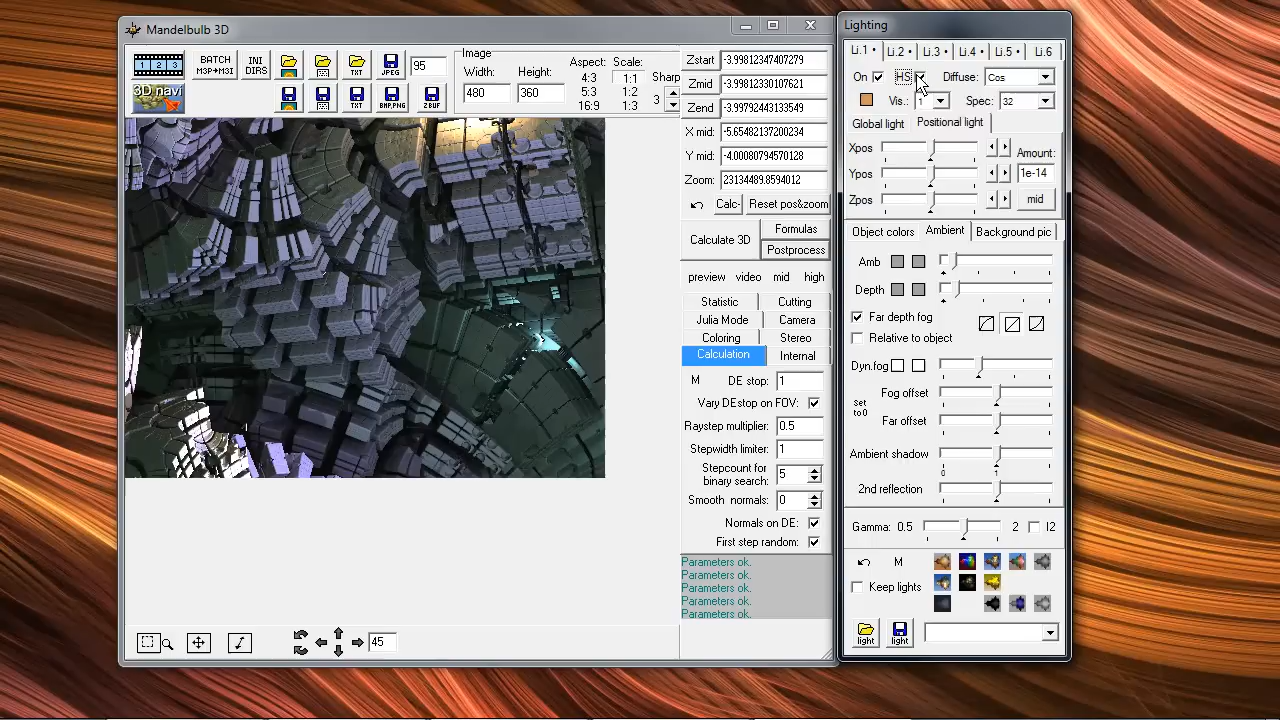 Mandelbulb 3D
1 2 3
3D navi
BATCH
M3P➧M3I
INI
DIRS
TXT
JPEG
95
TXT
BMP,PNG
ZBUF
Image
Width: Height: Aspect: Scale: Sharp
480 360
4:3 1:1
5:3 1:2 3
16:9 1:3
Zstart -3.99812347407279
Zmid -3.99812330107621
Zend -3.99792443133549
X mid: -5.65482137200234
Y mid: -4.00080794570128
Zoom: 23134489.8594012
Calc- Reset pos&zoom
Calculate 3D
Formulas
Postprocess
preview video mid high
Statistic Cutting
Julia Mode Camera
Coloring Stereo
Calculation Internal
M DE stop: 1
Vary DEstop on FOV:
Raystep multiplier: 0.5
Stepwidth limiter: 1
Stepcount for
binary search: 5
Smooth normals: 0
Normals on DE:
First step random:
Parameters ok.
Parameters ok.
Parameters ok.
Parameters ok.
Parameters ok.
45
Lighting
Li.1 • Li.2 • Li.3 • Li.4 • Li.5 • Li.6
On HS Diffuse: Cos
Vis.: 1 Spec: 32
Global light Positional light
Xpos
Ypos
Zpos
Amount:
1e-14
mid
Object colors Ambient Background pic
Amb
Depth
Far depth fog
Relative to object
Dyn.fog
set
to0
Fog offset
Far offset
Ambient shadow
0 1
2nd reflection
Gamma: 0.5 2 I2
M
Keep lights
light
light